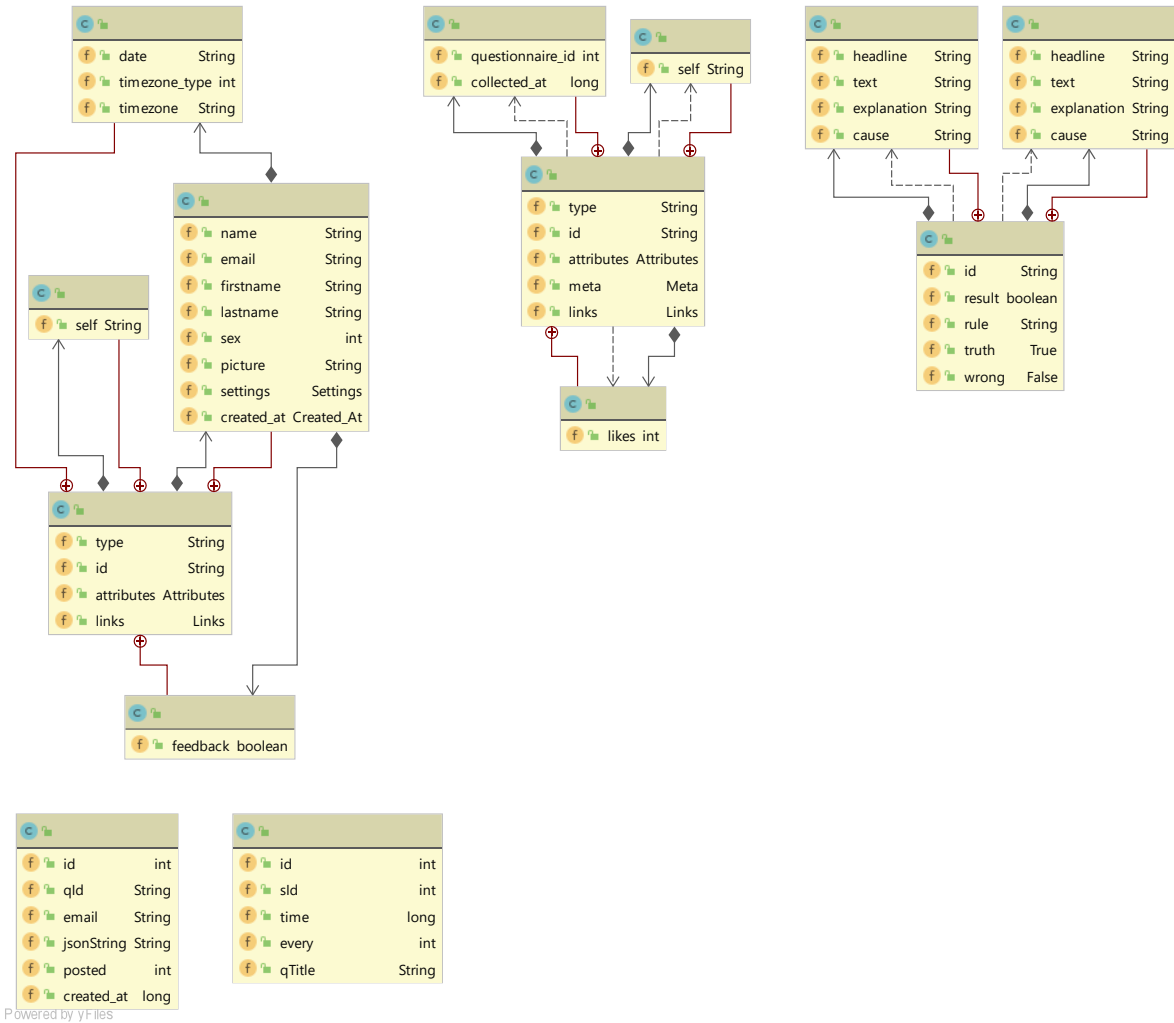 C
f date String
f timezone_type int
f timezone String
C
f name String
f email String
f firstname String
f lastname String
f sex int
f picture String
f settings Settings
f created_at Created_At
C
f self String
C
f type String
f id String
f attributes Attributes
f links Links
C
f feedback boolean
C
f questionnaire_id int
f collected_at long
C
f self String
C
f type String
f id String
f attributes Attributes
f meta Meta
f links Links
C
f likes int
C
f headline String
f text String
f explanation String
f cause String
C
f headline String
f text String
f explanation String
f cause String
C
f id String
f result boolean
f rule String
f truth True
f wrong False
C
f id int
f qId String
f email String
f jsonString String
f posted int
f created_at long
C
f id int
f sId int
f time long
f every int
f qTitle String
Powered by yFiles